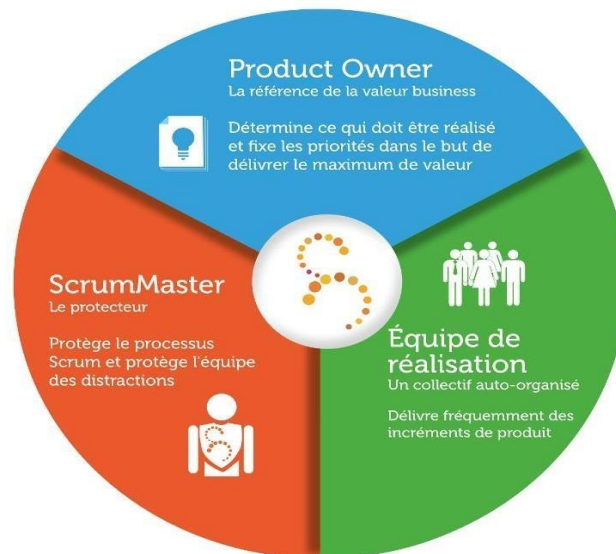 Product Owner
La référence de la valeur business
Détermine ce qui doit être réalisé
et fixe les priorités dans le but de
délivrer le maximum de valeur
ScrumMaster
Le protecteur
Protège le processus
Scrum et protège l'équipe
des distractions
Équipe de
réalisation
Un collectif auto-organisé
Délivre fréquemment des
incréments de produit